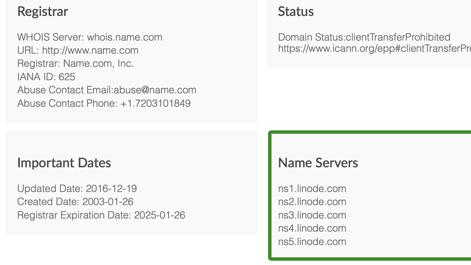 Registrar
WHOIS Server: whois.name.com
URL: http://www.name.com
Registrar: Name.com, Inc.
IANA ID: 625
Abuse Contact Email:abuse@name.com
Abuse Contact Phone: +1.7203101849
Status
Domain Status:clientTransferProhibited
https://www.icann.org/epp#clientTransferPro
Important Dates
Updated Date: 2016-12-19
Created Date: 2003-01-26
Registrar Expiration Date: 2025-01-26
Name Servers
ns1.linode.com
ns2.linode.com
ns3.linode.com
ns4.linode.com
ns5.linode.com